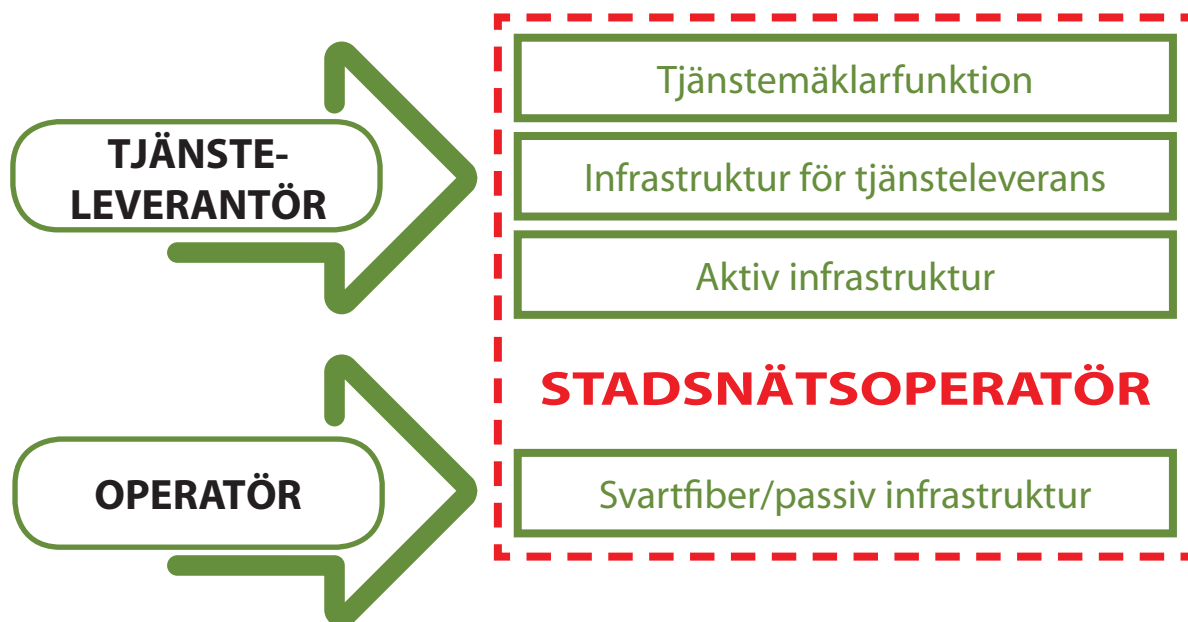 TJÄNSTE-
LEVERANTÖR
Tjänstemäklarfunktion
Infrastruktur för tjänsteleverans
Aktiv infrastruktur
STADSNÄTSOPERATÖR
OPERATÖR
Svartfiber/passiv infrastruktur